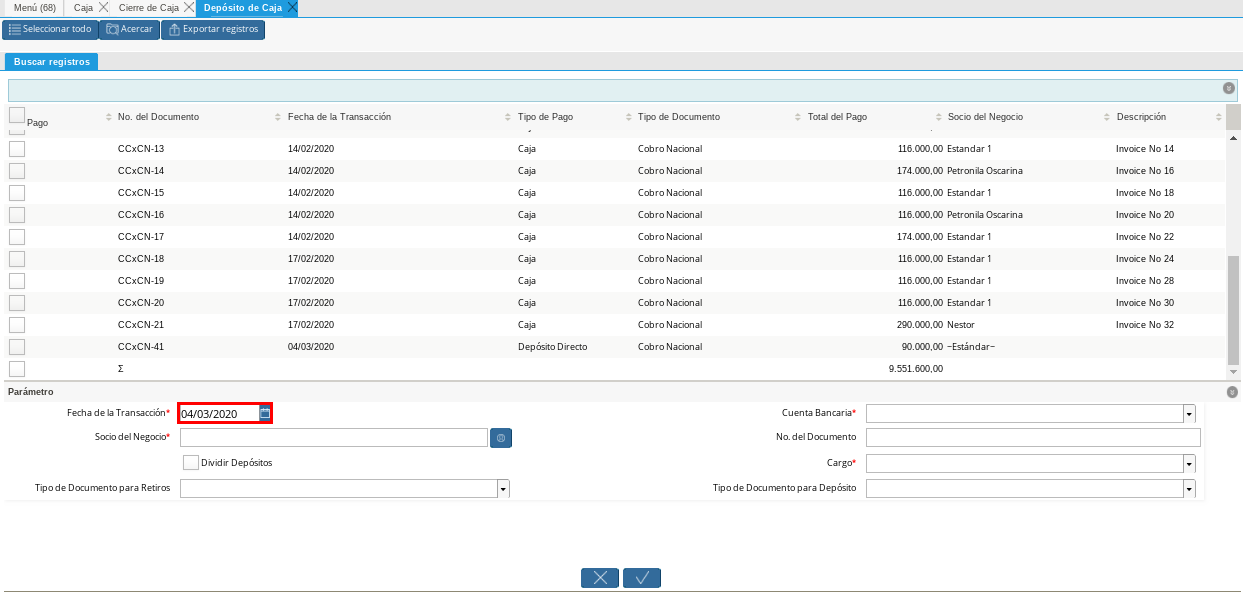 Menú (68) Caja Cierre de Caja Depósito de Caja
Seleccionar todo Acercar Exportar registros
Buscar registros
Pago No. del Documento Fecha de la Transacción Tipo de Pago Tipo de Documento Total del Pago Socio del Negocio Descripción
CCxCN-13 14/02/2020 Caja Cobro Nacional 116.000,00 Estandar 1 Invoice No 14
CCxCN-14 14/02/2020 Caja Cobro Nacional 174.000,00 Petronila Oscarina Invoice No 16
CCxCN-15 14/02/2020 Caja Cobro Nacional 116.000,00 Estandar 1 Invoice No 18
CCxCN-16 14/02/2020 Caja Cobro Nacional 116.000,00 Petronila Oscarina Invoice No 20
CCxCN-17 14/02/2020 Caja Cobro Nacional 174.000,00 Estandar 1 Invoice No 22
CCxCN-18 17/02/2020 Caja Cobro Nacional 116.000,00 Estandar 1 Invoice No 24
CCxCN-19 17/02/2020 Caja Cobro Nacional 116.000,00 Estandar 1 Invoice No 28
CCxCN-20 17/02/2020 Caja Cobro Nacional 116.000,00 Estandar 1 Invoice No 30
CCxCN-21 17/02/2020 Caja Cobro Nacional 290.000,00 Nestor Invoice No 32
CCxCN-41 04/03/2020 Depósito Directo Cobro Nacional 90.000,00 ~Estándar~
Σ 9.551.600,00
Parámetro
Fecha de la Transacción* 04/03/2020 Cuenta Bancaria*
Socio del Negocio* No. del Documento
Dividir Depósitos Cargo*
Tipo de Documento para Retiros Tipo de Documento para Depósito